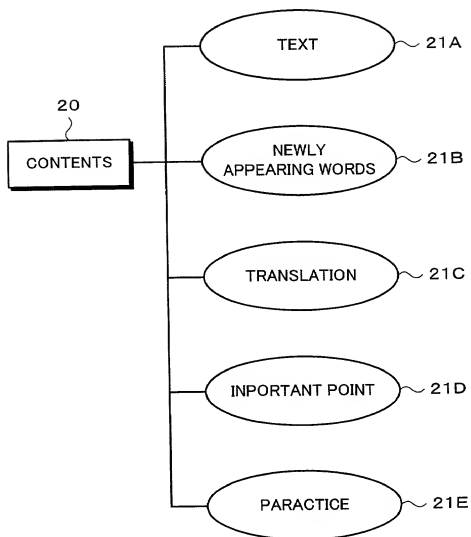 TEXT
21A
20
CONTENTS
NEWLY
APPEARING WORDS
21B
TRANSLATION
21C
INPORTANT POINT
21D
PARACTICE
21E